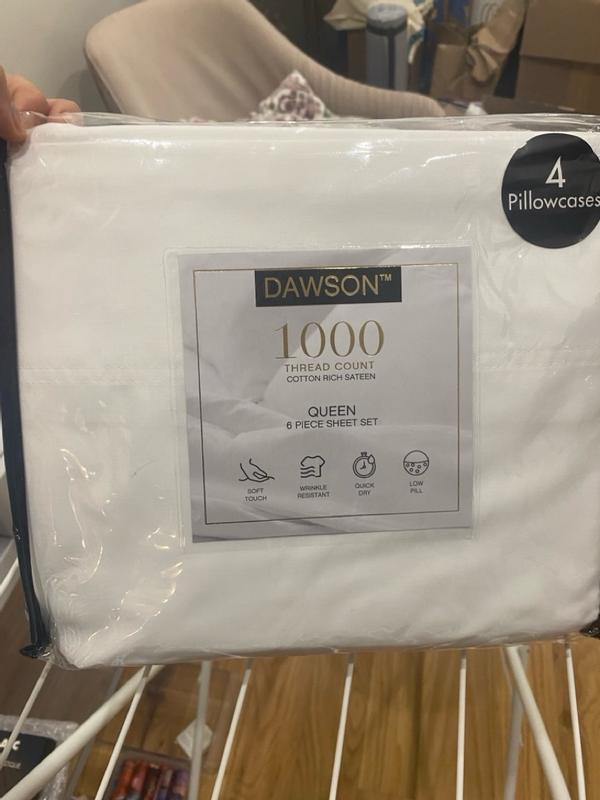 4
Pillowcases
DAWSON™
1000
THREAD COUNT
COTTON RICH SATEEN
QUEEN
6 PIECE SHEET SET
SOFT
TOUCH
WRINKLE
RESISTANT
QUICK
DRY
LOW
PILL